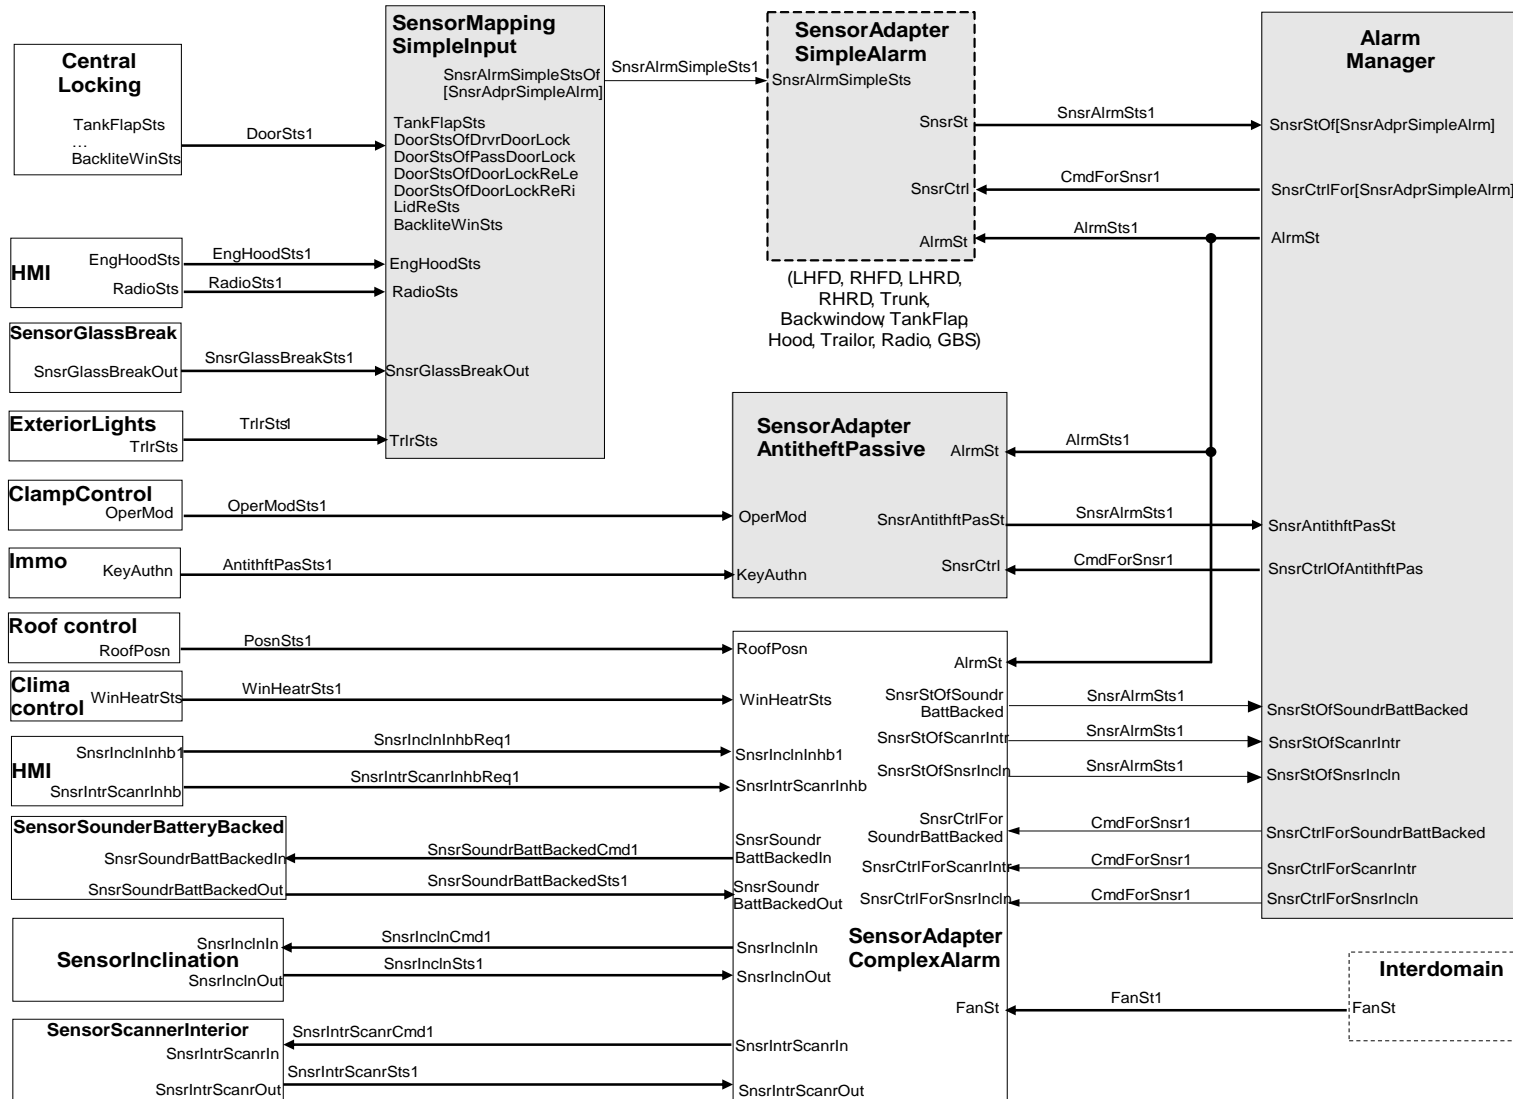 Central
Locking
TankFlapSts
...
BackliteWinSts
DoorSts1
SensorMapping
SimpleInput
SnsrAlrmSimpleStsOf
[SnsrAdprSimpleAlrm]
TankFlapSts
DoorStsOfDrvrDoorLock
DoorStsOfPassDoorLock
DoorStsOfDoorLockReLe
DoorStsOfDoorLockReRi
LidReSts
BackliteWinSts
EngHoodSts
RadioSts
SnsrGlassBreakOut
TrlrSts
SnsrAlrmSimpleSts1
SensorAdapter
SimpleAlarm
SnsrAlrmSimpleSts
SnsrSt
SnsrCtrl
AlrmSt
(LHFD, RHFD, LHRD,
RHRD, Trunk,
Backwindow, TankFlap,
Hood, Trailor, Radio, GBS)
SnsrAlrmSts1
CmdForSnsr1
AlrmSts1
Alarm
Manager
SnsrStOf[SnsrAdprSimpleAlrm]
SnsrCtrlFor[SnsrAdprSimpleAlrm]
AlrmSt
SnsrAntithftPasSt
SnsrCtrlOfAntithftPas
SnsrStOfSoundrBattBacked
SnsrStOfScanrIntr
SnsrStOfSnsrIncln
SnsrCtrlForSoundrBattBacked
SnsrCtrlForScanrIntr
SnsrCtrlForSnsrIncln
HMI
EngHoodSts
RadioSts
EngHoodSts1
RadioSts1
SensorGlassBreak
SnsrGlassBreakOut
SnsrGlassBreakSts1
ExteriorLights
TrlrSts
TrlrSts1
ClampControl
OperMod
OperModSts1
Immo
KeyAuthn
AntithftPasSts1
SensorAdapter
AntitheftPassive
AlrmSt
OperMod
SnsrAntithftPasSt
KeyAuthn
SnsrCtrl
AlrmSts1
SnsrAlrmSts1
CmdForSnsr1
Roof control
RoofPosn
PosnSts1
Clima
control
WinHeatrSts
WinHeatrSts1
HMI
SnsrInclnInhb1
SnsrIntrScanrInhb
SnsrInclnInhbReq1
SnsrIntrScanrInhbReq1
SensorSounderBatteryBacked
SnsrSoundrBattBackedIn
SnsrSoundrBattBackedOut
SnsrSoundrBattBackedCmd1
SnsrSoundrBattBackedSts1
SensorInclination
SnsrInclnIn
SnsrInclnOut
SnsrInclnCmd1
SnsrInclnSts1
SensorScannerInterior
SnsrIntrScanrIn
SnsrIntrScanrOut
SnsrIntrScanrCmd1
SnsrIntrScanrSts1
RoofPosn
AlrmSt
WinHeatrSts
SnsrStOfSoundr
BattBacked
SnsrStOfScanrIntr
SnsrInclnInhb1
SnsrStOfSnsrIncln
SnsrIntrScanrInhb
SnsrCtrlFor
SoundrBattBacked
SnsrSoundr
BattBackedIn
SnsrCtrlForScanrIntr
SnsrSoundr
BattBackedOut
SnsrCtrlForSnsrIncln
SensorAdapter
ComplexAlarm
SnsrInclnIn
SnsrInclnOut
FanSt
SnsrIntrScanrIn
SnsrIntrScanrOut
SnsrAlrmSts1
SnsrAlrmSts1
SnsrAlrmSts1
CmdForSnsr1
CmdForSnsr1
CmdForSnsr1
FanSt1
Interdomain
FanSt